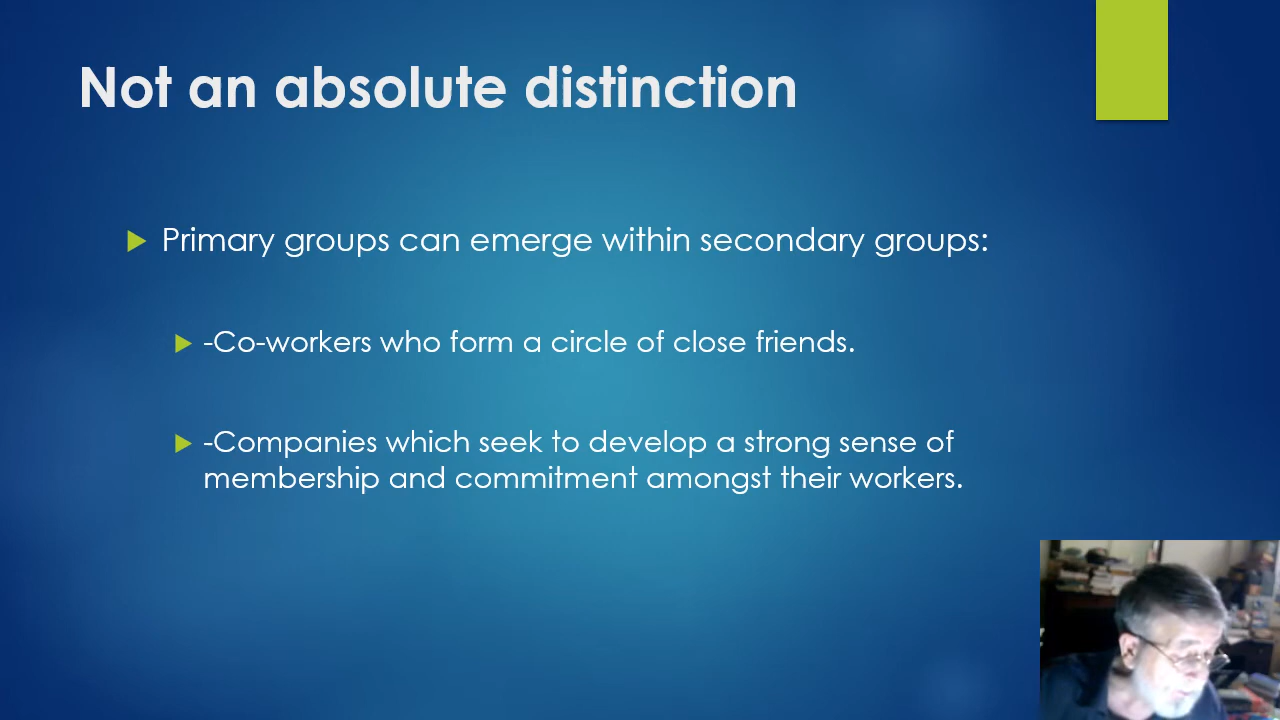 Not an absolute distinction
Primary groups can emerge within secondary groups:
-Co-workers who form a circle of close friends.
-Companies which seek to develop a strong sense of
membership and commitment amongst their workers.